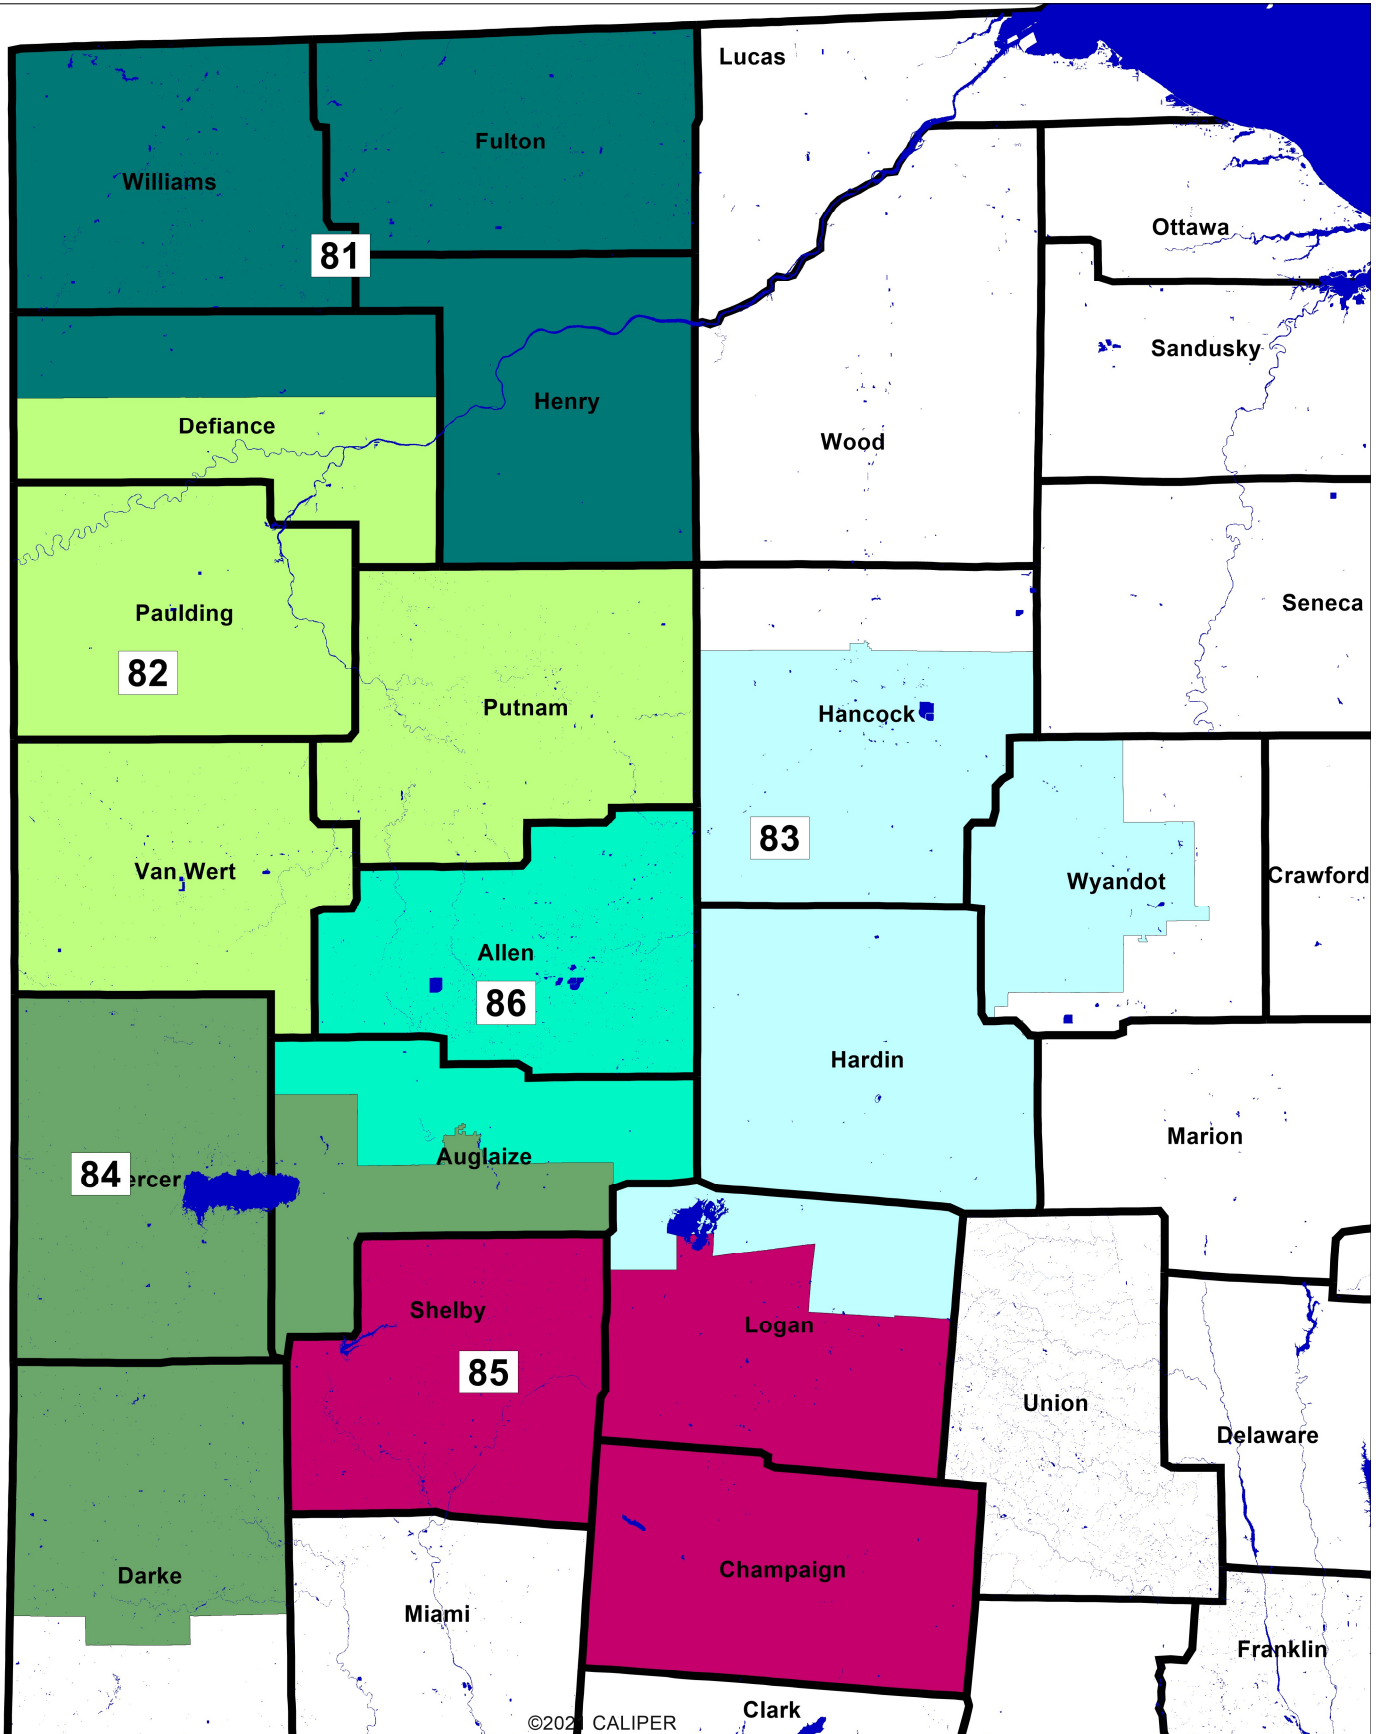 Lucas
Fulton
Williams
Ottawa
81
Sandusky
Henry
Defiance
Wood
Seneca
Paulding
82
Putnam
Hancock
83
Van Wert
Wyandot
Crawford
Allen
86
Hardin
Marion
Auglaize
84 ercer
Shelby
Logan
85
Union
Delaware
Champaign
Darke
Miami
Franklin
Clark
©2021 CALIPER